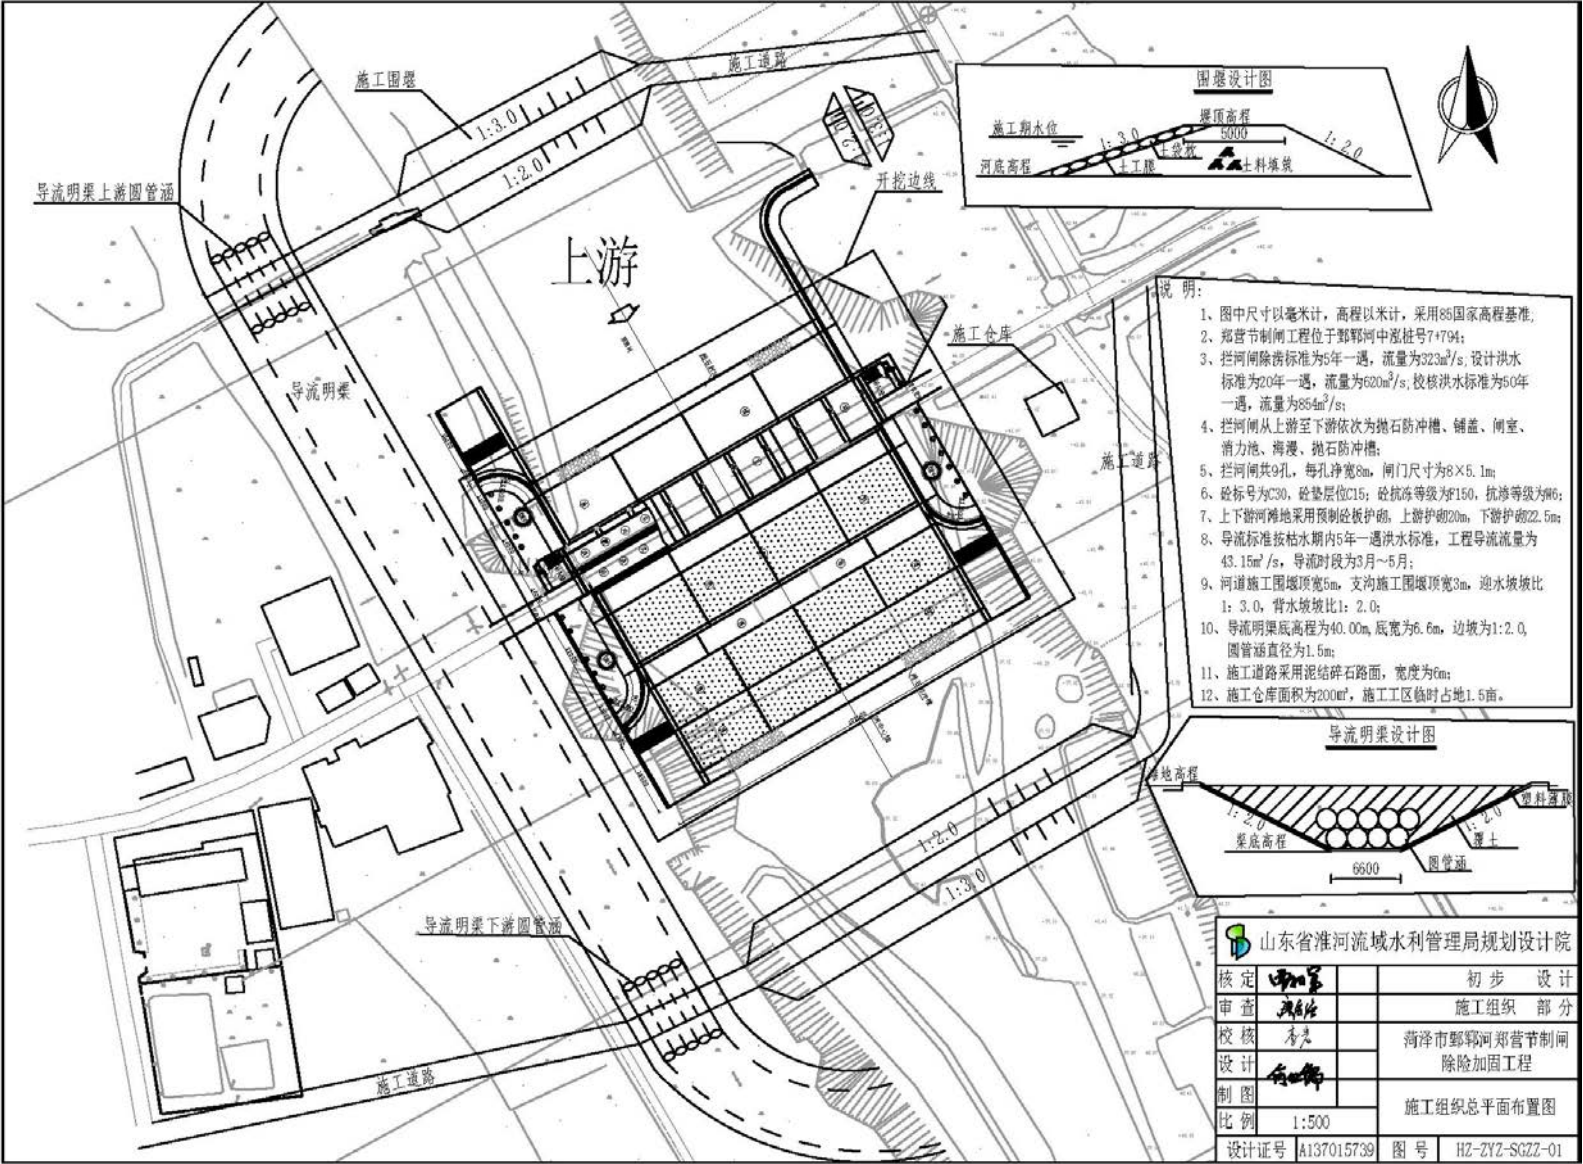 施工围堰
施工道路
1:3.0
1:2.0
导流明渠上游圆管涵
开挖边线
上游
导流明渠
施工仓库
施工道路
1:2.0
1:3.0
导流明渠下游圆管涵
施工道路
围堰设计图
堰顶高程
施工期水位
1:3.0
5000
1:2.0
土袋枕
河底高程
土工膜
土料填筑
说 明:
1、图中尺寸以毫米计，高程以米计，采用85国家高程基准;
2、郑营节制闸工程位于鄄郓河中泓桩号7+794;
3、拦河闸除涝标准为5年一遇，流量为323m³/s;设计洪水
标准为20年一遇，流量为620m³/s;校核洪水标准为50年
一遇，流量为854m³/s;
4、拦河闸从上游至下游依次为抛石防冲槽、铺盖、闸室、
消力池、海漫、抛石防冲槽;
5、拦河闸共9孔，每孔净宽8m，闸门尺寸为8×5.1m;
6、砼标号为C30，砼垫层位C15；砼抗冻等级为F150，抗渗等级为W6;
7、上下游河滩地采用预制砼板护砌，上游护砌20m，下游护砌22.5m;
8、导流标准按枯水期内5年一遇洪水标准，工程导流流量为
43.15m³/s，导流时段为3月～5月;
9、河道施工围堰顶宽5m，支沟施工围堰顶宽3m，迎水坡坡比
1: 3.0，背水坡坡比1: 2.0;
10、导流明渠底高程为40.00m,底宽为6.6m，边坡为1:2.0,
圆管涵直径为1.5m;
11、施工道路采用泥结碎石路面，宽度为6m;
12、施工仓库面积为200m²，施工工区临时占地1.5亩。
导流明渠设计图
滩地高程
塑料薄膜
1:2.0
1:2.0
渠底高程
覆土
圆管涵
6600
山东省淮河流域水利管理局规划设计院
核定
初步 设计
审查
施工组织 部分
校核
菏泽市鄄郓河郑营节制闸
除险加固工程
设计
制图
施工组织总平面布置图
比例 1:500
设计证号 A137015739 图号 HZ-ZYZ-SGZZ-01